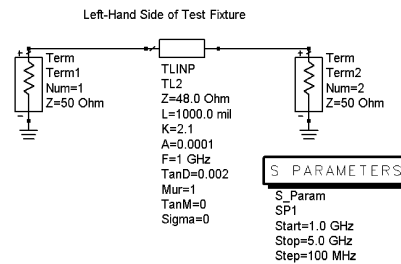 Left-Hand Side of Test Fixture
Term
Term1
Num=1
Z=50 Ohm
TLINP
TL2
Z=48.0 Ohm
L=1000.0 mil
K=2.1
A=0.0001
F=1 GHz
TanD=0.002
Mur=1
TanM=0
Sigma=0
Term
Term2
Num=2
Z=50 Ohm
S PARAMETERS
S_Param
SP1
Start=1.0 GHz
Stop=5.0 GHz
Step=100 MHz